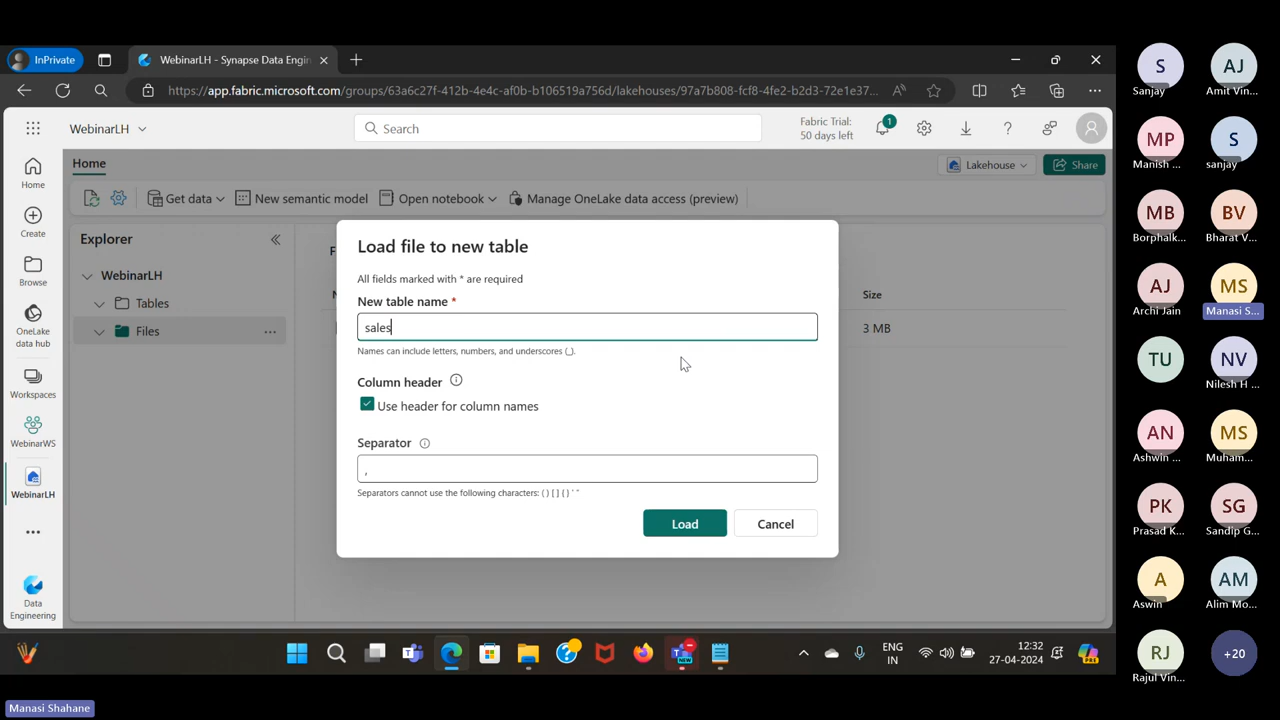 InPrivate
WebinarLH - Synapse Data Engin
https://app.fabric.microsoft.com/groups/63a6c27f-412b-4e4c-af0b-b106519a756d/lakehouses/97a7b808-fcf8-4fe2-b2d3-72e1e37...
WebinarLH
Search
Fabric Trial:
50 days left
1
Home
Lakehouse
Share
Get data
New semantic model
Open notebook
Manage OneLake data access (preview)
Home
Create
Browse
OneLake
data hub
Workspaces
WebinarWS
WebinarLH
Data
Engineering
Explorer
WebinarLH
Tables
Files
Size
3 MB
Load file to new table
All fields marked with * are required
New table name *
sales
Names can include letters, numbers, and underscores (_).
Column header
Use header for column names
Separator
,
Separators cannot use the following characters: ( ) [ ] { } ' "
Load
Cancel
ENG
IN
12:32
27-04-2024
NEW
PRE
Manasi Shahane
S
Sanjay
AJ
Amit Vin...
MP
Manish ...
S
sanjay
MB
Borphalk...
BV
Bharat V...
AJ
Archi Jain
MS
Manasi S...
TU
NV
Nilesh H ...
AN
Ashwin ...
MS
Muham...
PK
Prasad K...
SG
Sandip G...
A
Aswin
AM
Alim Mo...
RJ
Rajul Vin...
+20